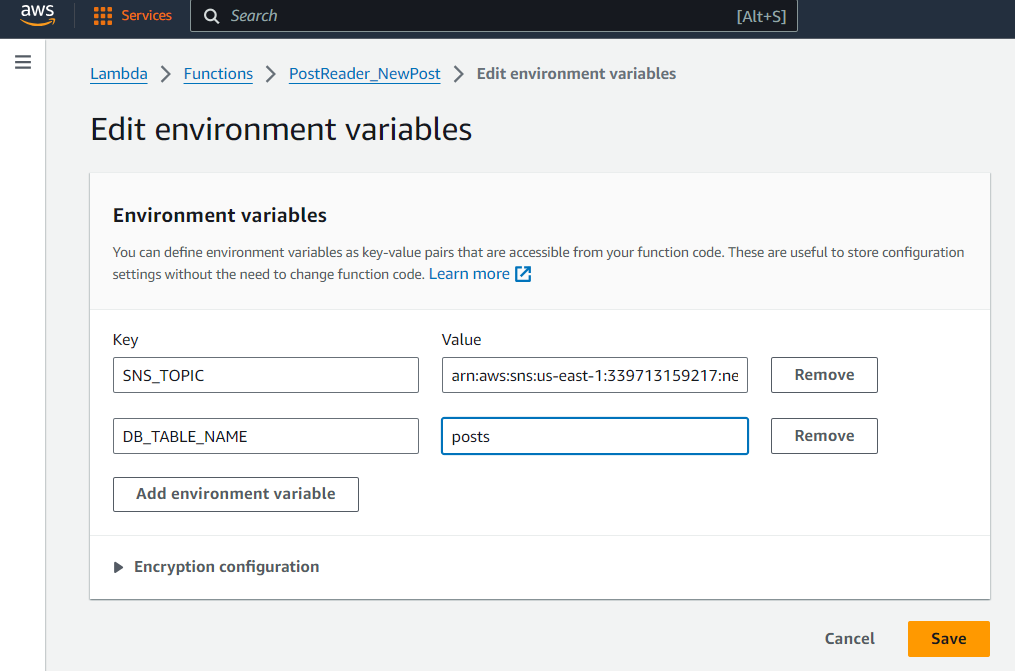 aws Services Search [Alt+S]
Lambda Functions PostReader_NewPost Edit environment variables
Edit environment variables
Environment variables
You can define environment variables as key-value pairs that are accessible from your function code. These are useful to store configuration
settings without the need to change function code. Learn more
Key Value
SNS_TOPIC arn:aws:sns:us-east-1:339713159217:ne Remove
DB_TABLE_NAME posts Remove
Add environment variable
Encryption configuration
Cancel Save